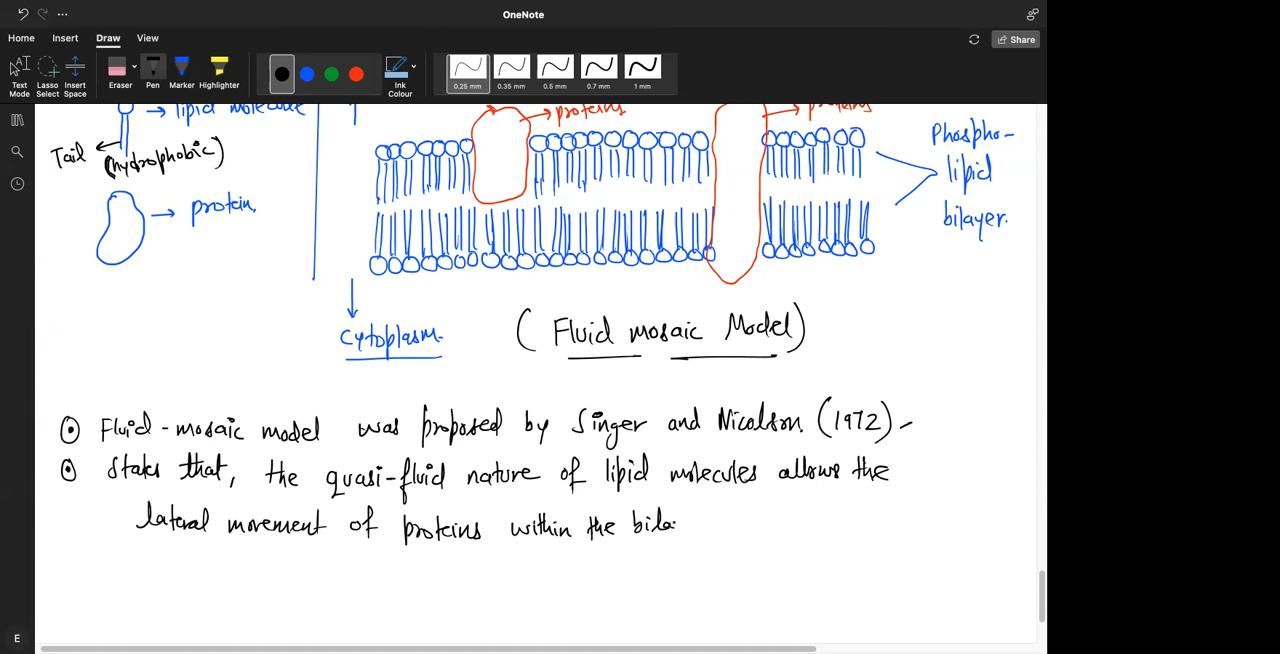 OneNote
Home Insert Draw View
Share
Text Mode
Lasso Select
Insert Space
Eraser
Pen
Marker
Highlighter
Ink Colour
0.25 mm
0.35 mm
0.5 mm
0.7 mm
1 mm
→ lipid molecule
Tail
(hydrophobic)
→ protein
→ proteins
→ proteins
Phospho-
lipid
bilayer.
Cytoplasm.
( Fluid mosaic Model )
Fluid-mosaic model was proposed by Singer and Nicolson. (1972) -
States that, the quasi-fluid nature of lipid molecules allows the
lateral movement of proteins within the bila
E